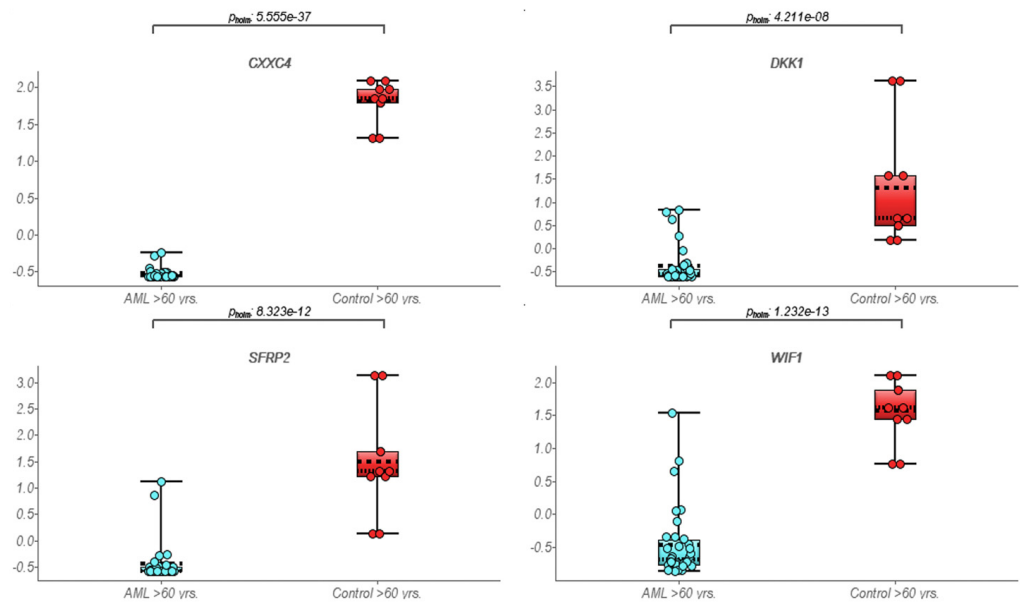 pholm: 5.555e-37
CXXC4
2.0
1.5
1.0
0.5
0.0
-0.5
AML >60 yrs.
Control >60 yrs.
pholm: 4.211e-08
DKK1
3.5
3.0
2.5
2.0
1.5
1.0
0.5
0.0
-0.5
AML >60 yrs.
Control >60 yrs.
pholm: 8.323e-12
SFRP2
3.0
2.5
2.0
1.5
1.0
0.5
0.0
-0.5
AML >60 yrs.
Control >60 yrs.
pholm: 1.232e-13
WIF1
2.0
1.5
1.0
0.5
0.0
-0.5
AML >60 yrs.
Control >60 yrs.